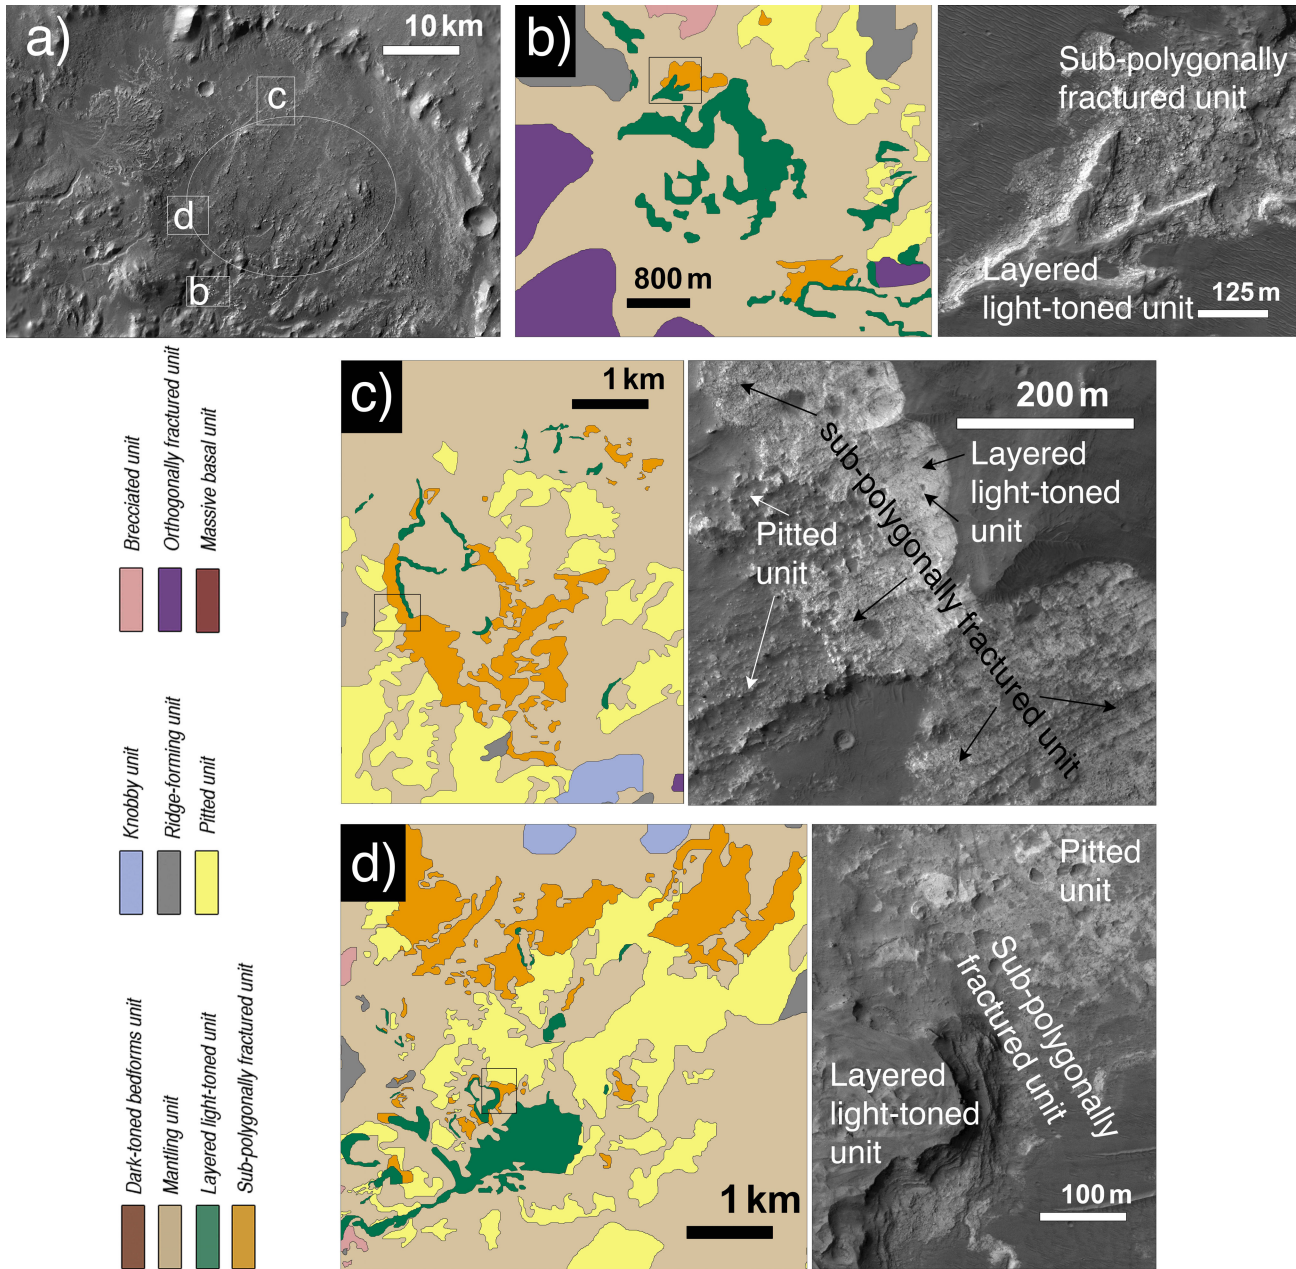 a)
10 km
c
d
b
b)
800 m
Sub-polygonally
fractured unit
Layered
light-toned unit
125 m
Brecciated unit
Orthogonally fractured unit
Massive basal unit
Knobby unit
Ridge-forming unit
Pitted unit
Dark-toned bedforms unit
Mantling unit
Layered light-toned unit
Sub-polygonally fractured unit
c)
1 km
200 m
sub-polygonally fractured unit
Layered
light-toned
unit
Pitted
unit
d)
1 km
Pitted
unit
Sub-polygonally
fractured unit
Layered
light-toned
unit
100 m